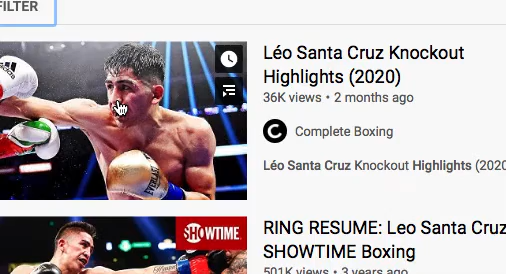 FILTER
Léo Santa Cruz Knockout
Highlights (2020)
36K views • 2 months ago
C Complete Boxing
Léo Santa Cruz Knockout Highlights (2020
EVERLAST
SHOWTIME
RING RESUME: Leo Santa Cruz
SHOWTIME Boxing
501K views • 3 years ago